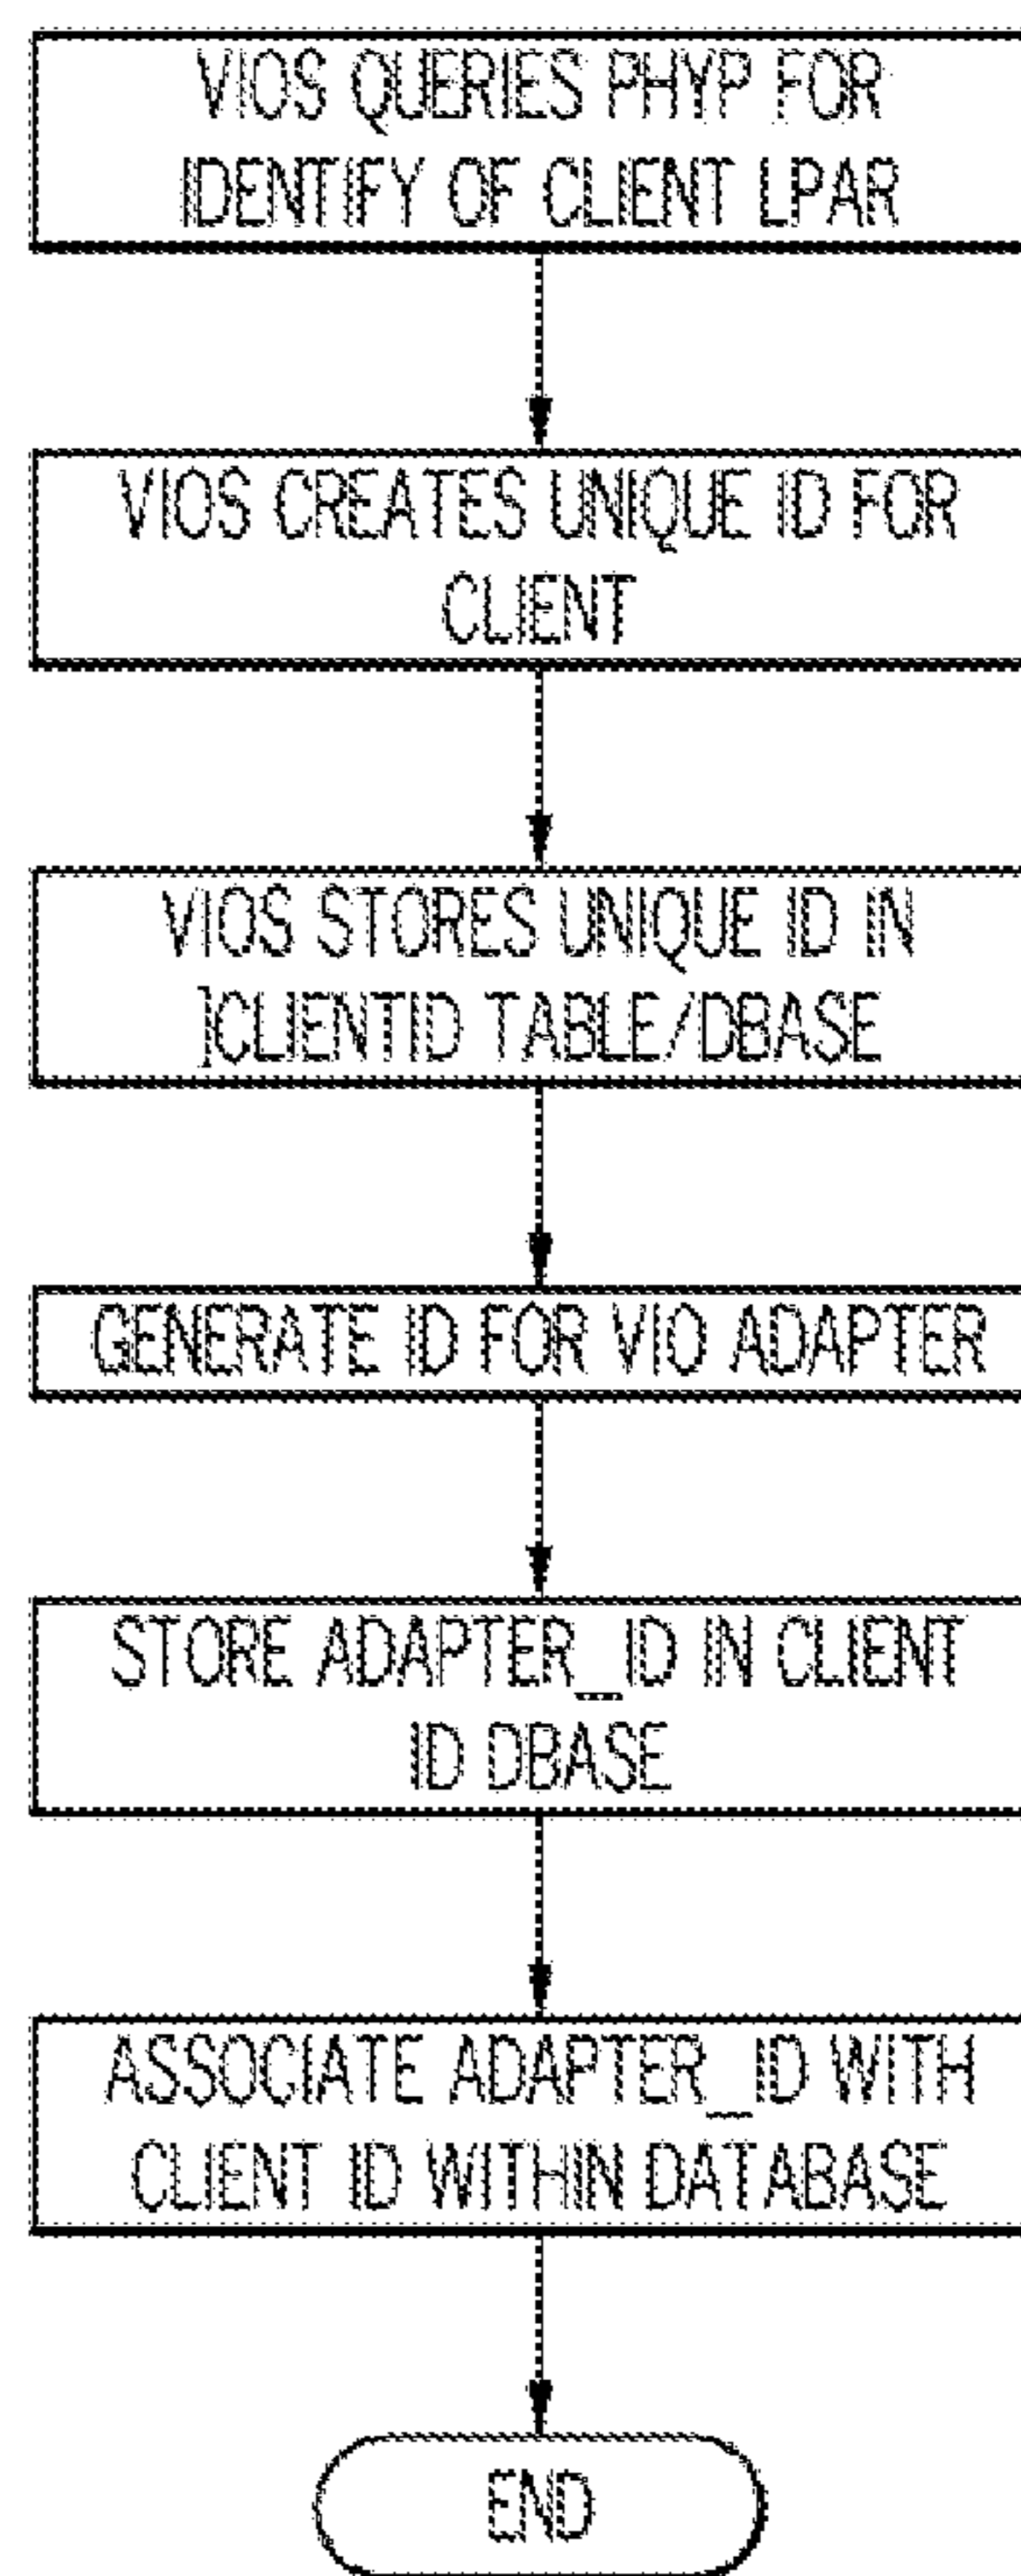 VIOS QUERIES PHYP FOR
IDENTIFY OF CLIENT LPAR
VIOS CREATES UNIQUE ID FOR
CLIENT
VIOS STORES UNIQUE ID IN
]CLIENTID TABLE/DBASE
GENERATE ID FOR VIO ADAPTER
STORE ADAPTER_ID IN CLIENT
ID DBASE
ASSOCIATE ADAPTER_ID WITH
CLIENT ID WITHIN DATABASE
END